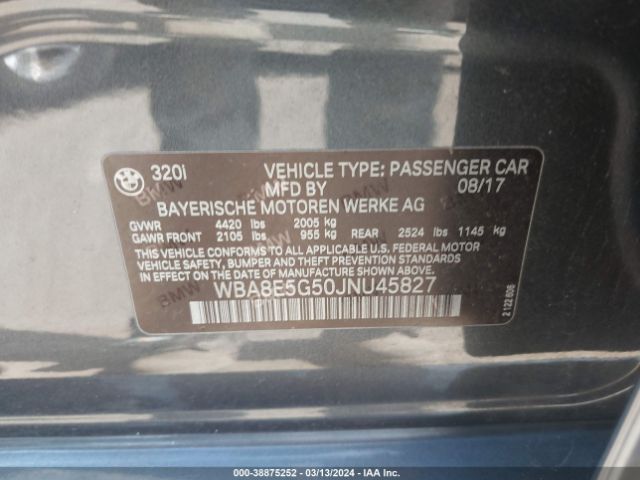 320i VEHICLE TYPE: PASSENGER CAR
MFD BY 08/17
BAYERISCHE MOTOREN WERKE AG
GVWR 4420 lbs 2005 kg
GAWR FRONT 2105 lbs 955 kg REAR 2524 lbs 1145 kg
THIS VEHICLE CONFORMS TO ALL APPLICABLE U.S. FEDERAL MOTOR
VEHICLE SAFETY, BUMPER, AND THEFT PREVENTION STANDARDS IN
EFFECT ON THE DATE OF MANUFACTURE SHOWN ABOVE.
WBA8E5G50JNU45827
2 122 606
000-38875252 - 03/13/2024 - IAA Inc.